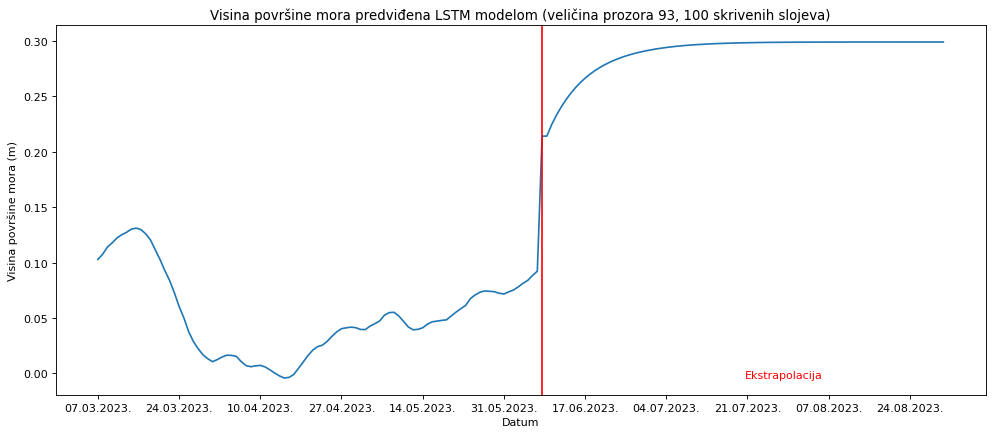 Visina površine mora predviđena LSTM modelom (veličina prozora 93, 100 skrivenih slojeva)
Visina površine mora (m)
0.30
0.25
0.20
0.15
0.10
0.05
0.00
Ekstrapolacija
07.03.2023. 24.03.2023. 10.04.2023. 27.04.2023. 14.05.2023. 31.05.2023. 17.06.2023. 04.07.2023. 21.07.2023. 07.08.2023. 24.08.2023.
Datum